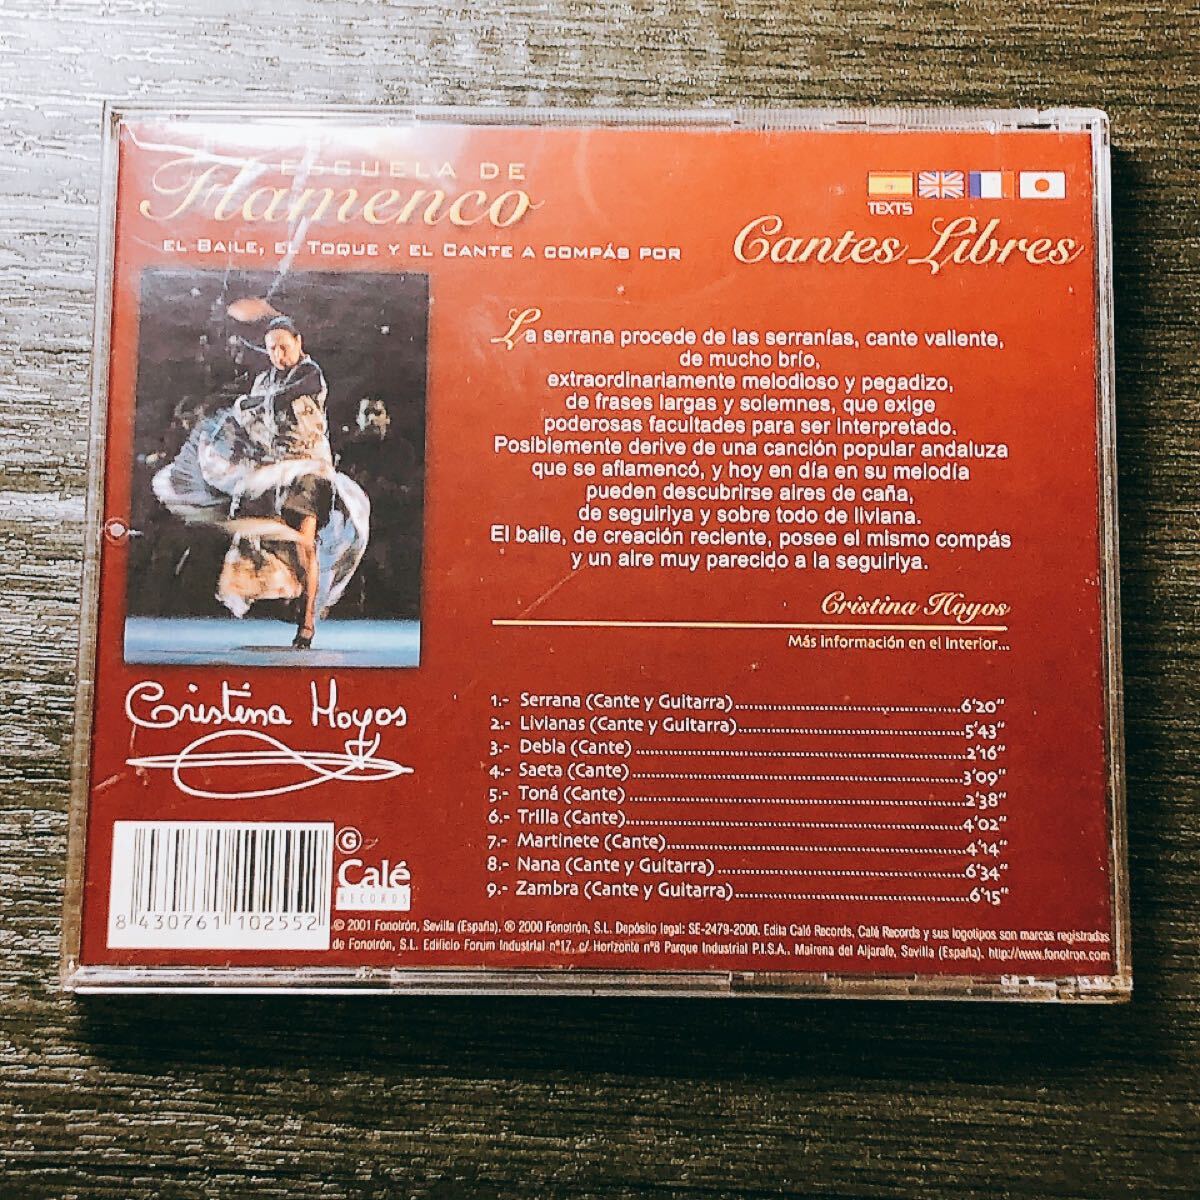 ESCUELA DE
Flamenco
EL BAILE, EL TOQUE Y EL CANTE A COMPÁS POR
TEXTS
Cantes Libres
La serrana procede de las serranías, cante valiente,
de mucho brío,
extraordinariamente melodioso y pegadizo,
de frases largas y solemnes, que exige
poderosas facultades para ser interpretado.
Posiblemente derive de una canción popular andaluza
que se aflamencó, y hoy en día en su melodía
pueden descubrirse aires de caña,
de seguiriya y sobre todo de liviana.
El baile, de creación reciente, posee el mismo compás
y un aire muy parecido a la seguiriya.
Cristina Hoyos
Más información en el interior...
Cristina Hoyos
1.- Serrana (Cante y Guitarra)........................................6'20"
2.- Livianas (Cante y Guitarra)........................................5'43"
3.- Debla (Cante)........................................2'16"
4.- Saeta (Cante)........................................3'09"
5.- Toná (Cante)........................................2'38"
6.- Trilla (Cante)........................................4'02"
7.- Martinete (Cante)........................................4'14"
8.- Nana (Cante y Guitarra)........................................6'34"
9.- Zambra (Cante y Guitarra)........................................6'15"
G
Calé
RECORDS
8 430761 102552
© 2001 Fonotrón, Sevilla (España). ® 2000 Fonotrón, S.L. Depósito legal: SE-2479-2000. Edita Calé Records, Calé Records y sus logotipos son marcas registradas
de Fonotrón, S.L. Edificio Forum Industrial nº17, c/. Horizonte nº8 Parque Industrial P.I.S.A., Mairena del Aljarafe, Sevilla (España), http://www.fonotron.com